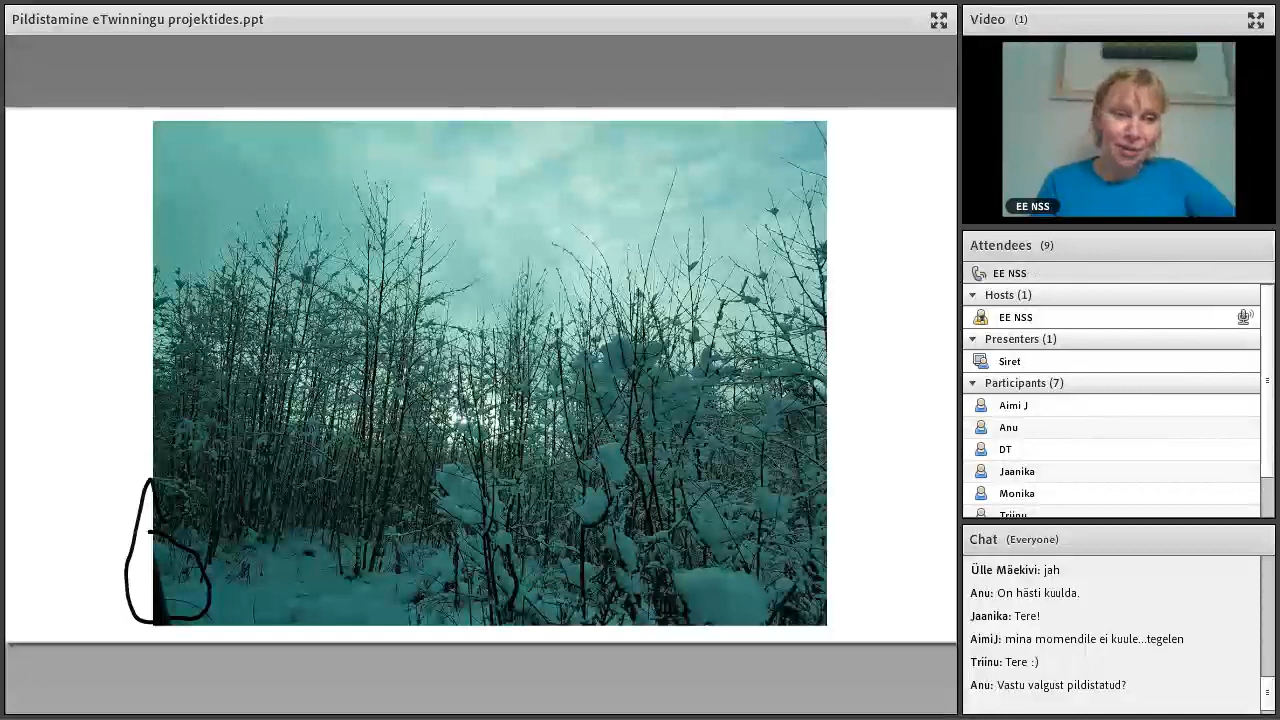 Pildistamine eTwinningu projektides.ppt
Video (1)
EE NSS
Attendees (9)
EE NSS
Hosts (1)
EE NSS
Presenters (1)
Siret
Participants (7)
Aimi J
Anu
DT
Jaanika
Monika
Triinu
Chat (Everyone)
Ülle Mäekivi: jah
Anu: On hästi kuulda.
Jaanika: Tere!
AimiJ: mina momendile ei kuule...tegelen
Triinu: Tere :)
Anu: Vastu valgust pildistatud?